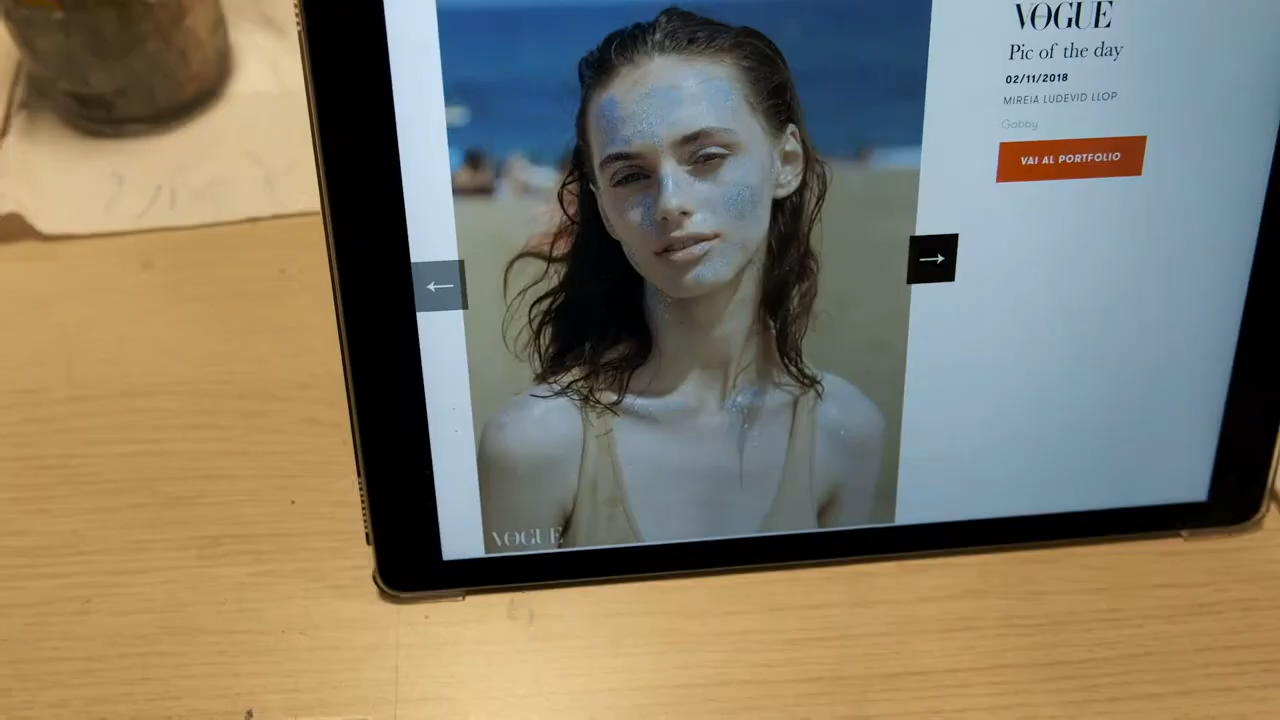 VOGUE
Pic of the day
02/11/2018
MIREIA LUDEVID LLOP
Gabby
VAI AL PORTFOLIO
←
→
VOGUE